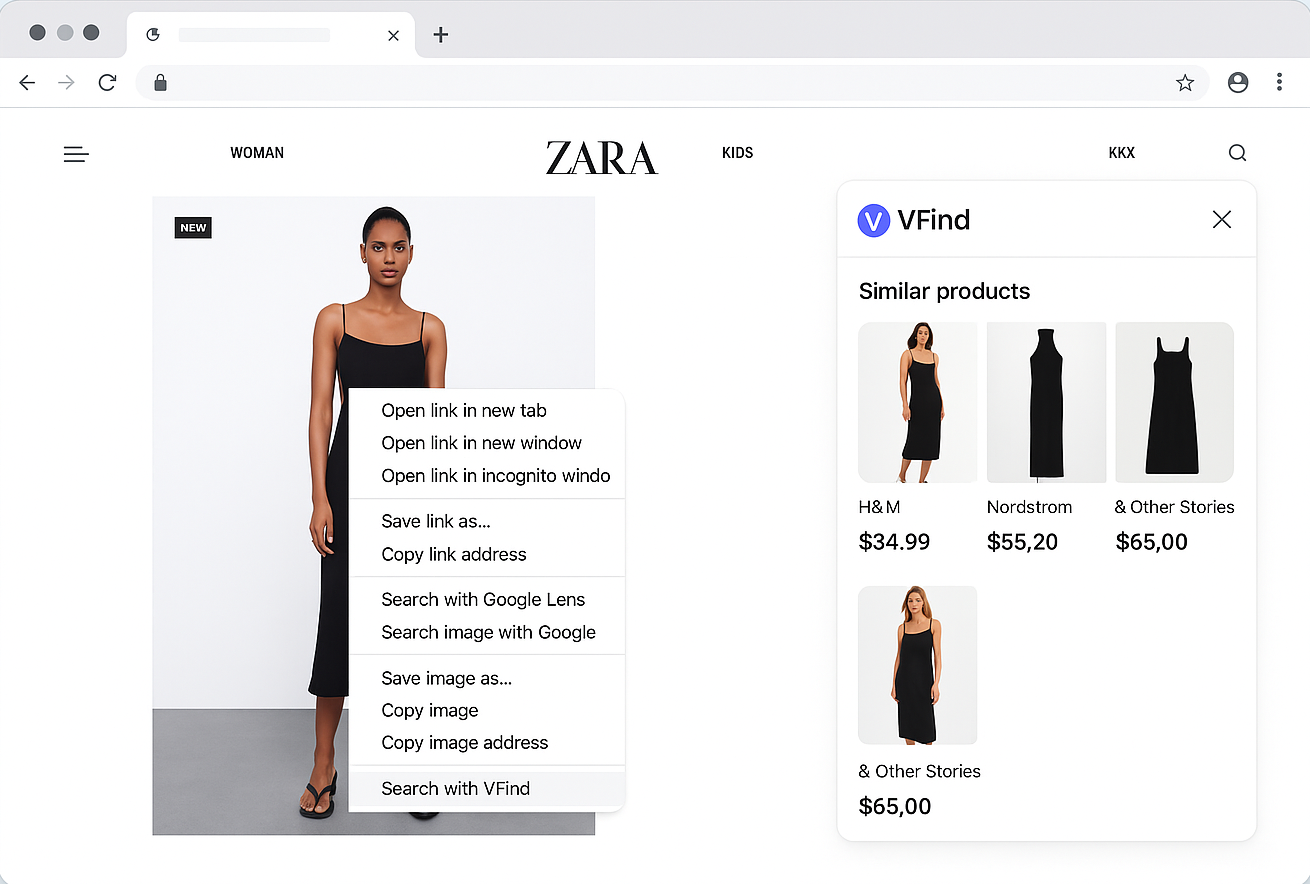 WOMAN
ZARA
KIDS
KKX
NEW
Open link in new tab
Open link in new window
Open link in incognito windo
Save link as...
Copy link address
Search with Google Lens
Search image with Google
Save image as...
Copy image
Copy image address
Search with VFind
V VFind
Similar products
H&M
$34.99
Nordstrom
$55,20
& Other Stories
$65,00
& Other Stories
$65,00